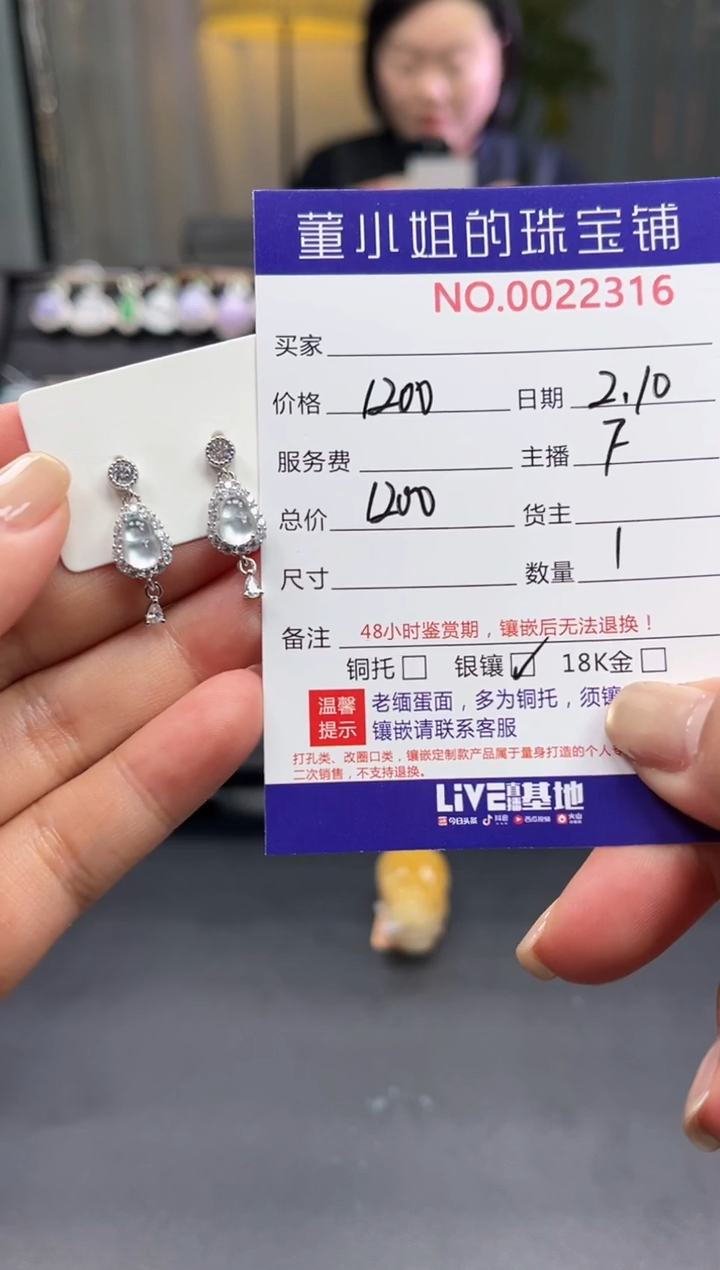 董小姐的珠宝铺
NO.0022316
买家
价格 1200 日期 2.10
服务费 主播 F
总价 1200 货主
尺寸 数量 1
备注 48小时鉴赏期，镶嵌后无法退换！
铜托 银镶 18K金
温馨提示
老缅蛋面，多为铜托，须镶
镶嵌请联系客服
打孔类、改圈口类，镶嵌定制款产品属于量身打造的个人专
二次销售，不支持退换。
LiVE直播基地
今日头条 抖音 西瓜视频 火山